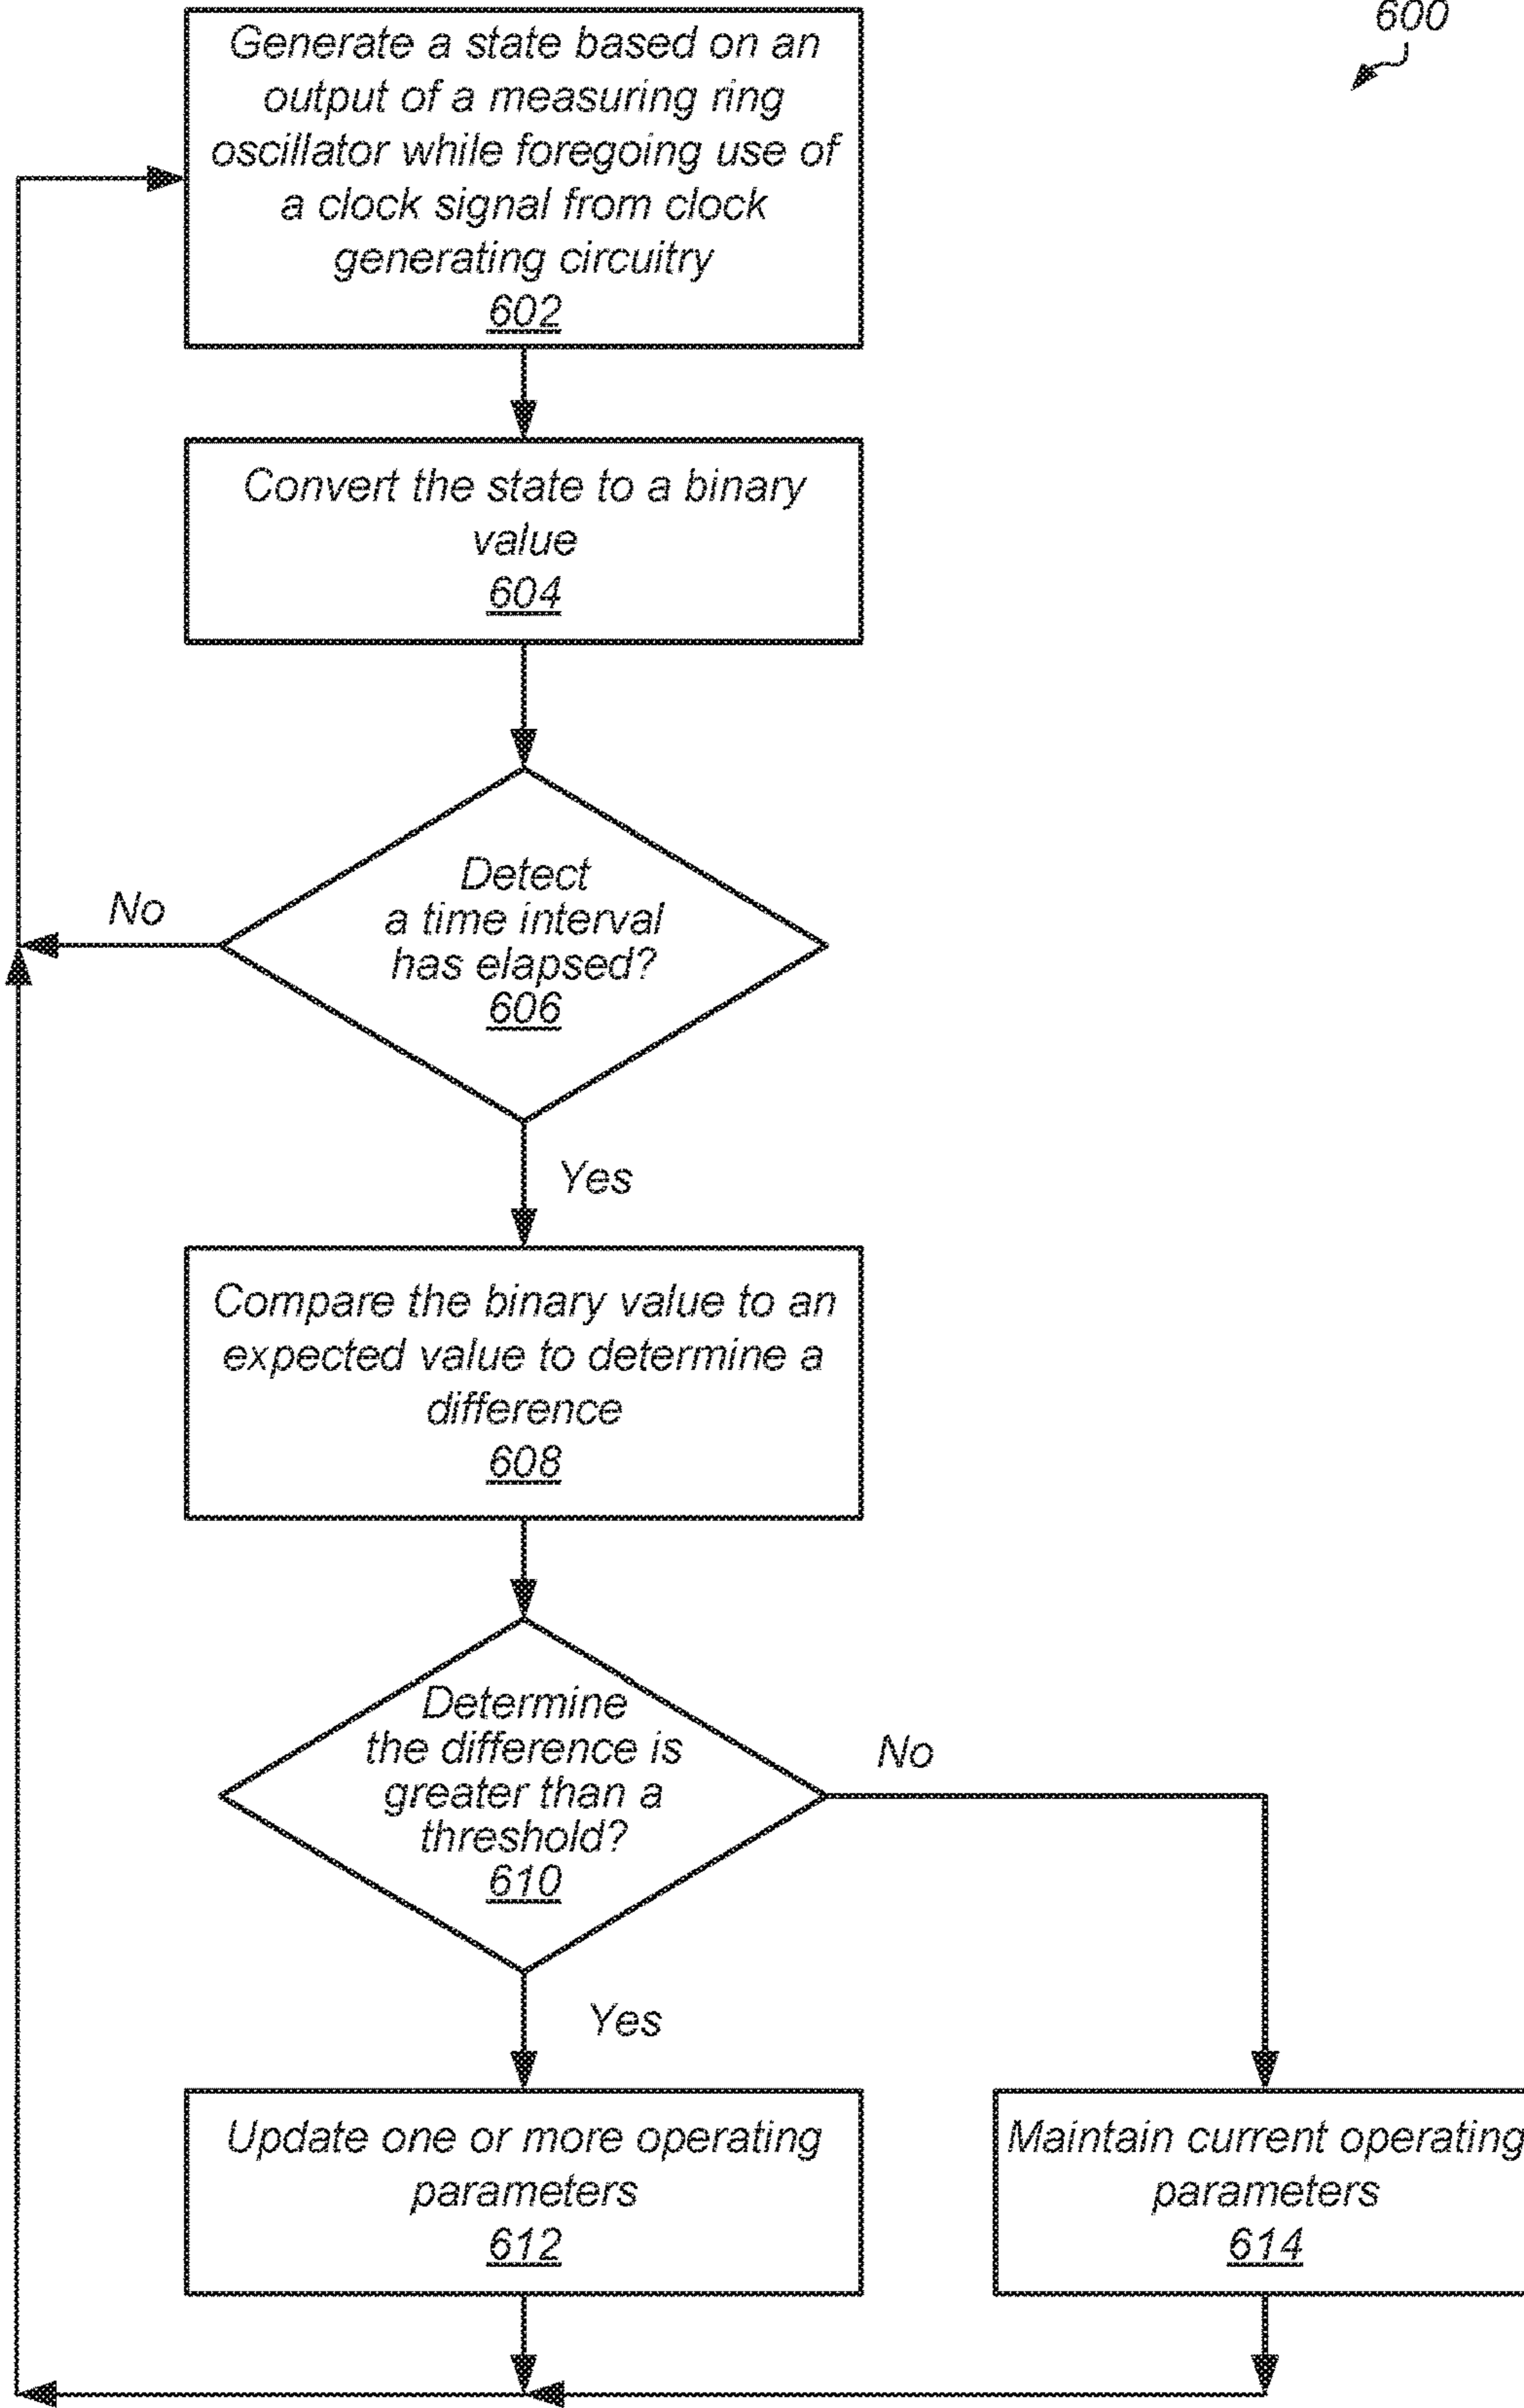 600
Generate a state based on an
output of a measuring ring
oscillator while foregoing use of
a clock signal from clock
generating circuitry
602
Convert the state to a binary
value
604
Detect
a time interval
has elapsed?
606
No
Yes
Compare the binary value to an
expected value to determine a
difference
608
Determine
the difference is
greater than a
threshold?
610
No
Yes
Update one or more operating
parameters
612
Maintain current operating
parameters
614